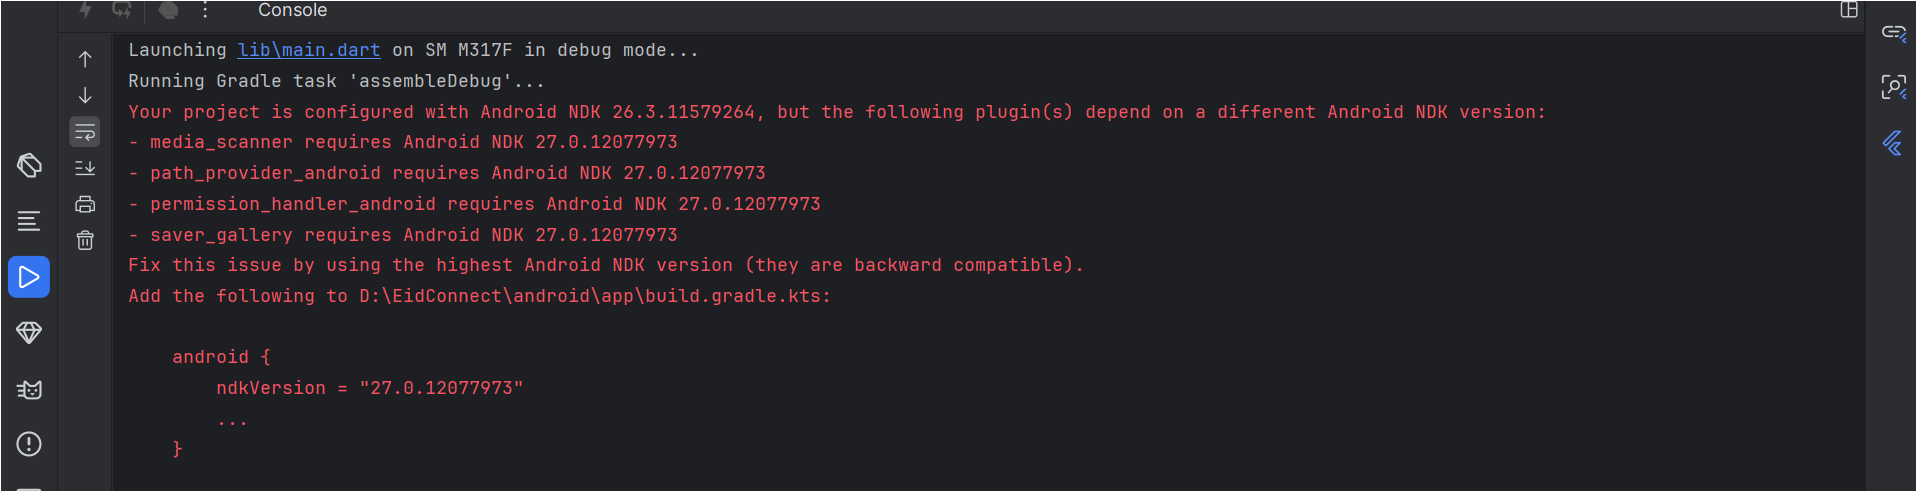 Console
Launching lib\main.dart on SM M317F in debug mode...
Running Gradle task 'assembleDebug'...
Your project is configured with Android NDK 26.3.11579264, but the following plugin(s) depend on a different Android NDK version:
- media_scanner requires Android NDK 27.0.12077973
- path_provider_android requires Android NDK 27.0.12077973
- permission_handler_android requires Android NDK 27.0.12077973
- saver_gallery requires Android NDK 27.0.12077973
Fix this issue by using the highest Android NDK version (they are backward compatible).
Add the following to D:\EidConnect\android\app\build.gradle.kts:
android {
ndkVersion = "27.0.12077973"
...
}